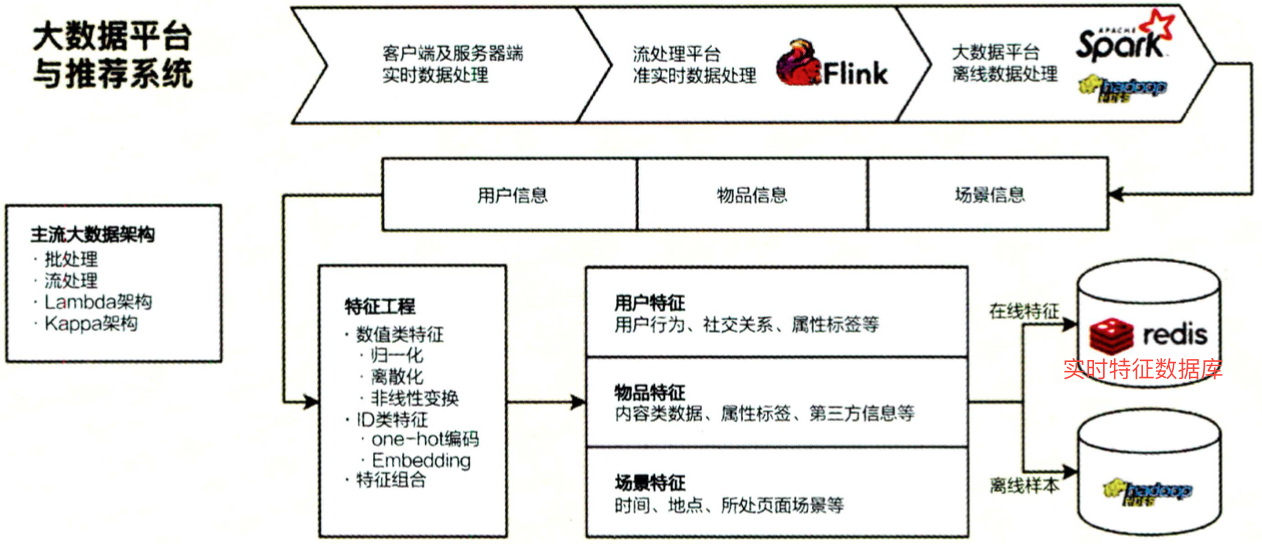 大数据平台
与推荐系统
客户端及服务器端
实时数据处理
流处理平台
准实时数据处理
Flink
大数据平台
离线数据处理
APACHE
Spark
hadoop
HDFS
用户信息
物品信息
场景信息
主流大数据架构
· 批处理
· 流处理
· Lambda架构
· Kappa架构
特征工程
· 数值类特征
· 归一化
· 离散化
· 非线性变换
· ID类特征
· one-hot编码
· Embedding
· 特征组合
用户特征
用户行为、社交关系、属性标签等
物品特征
内容类数据、属性标签、第三方信息等
场景特征
时间、地点、所处页面场景等
在线特征
redis
实时特征数据库
离线样本
hadoop
HDFS